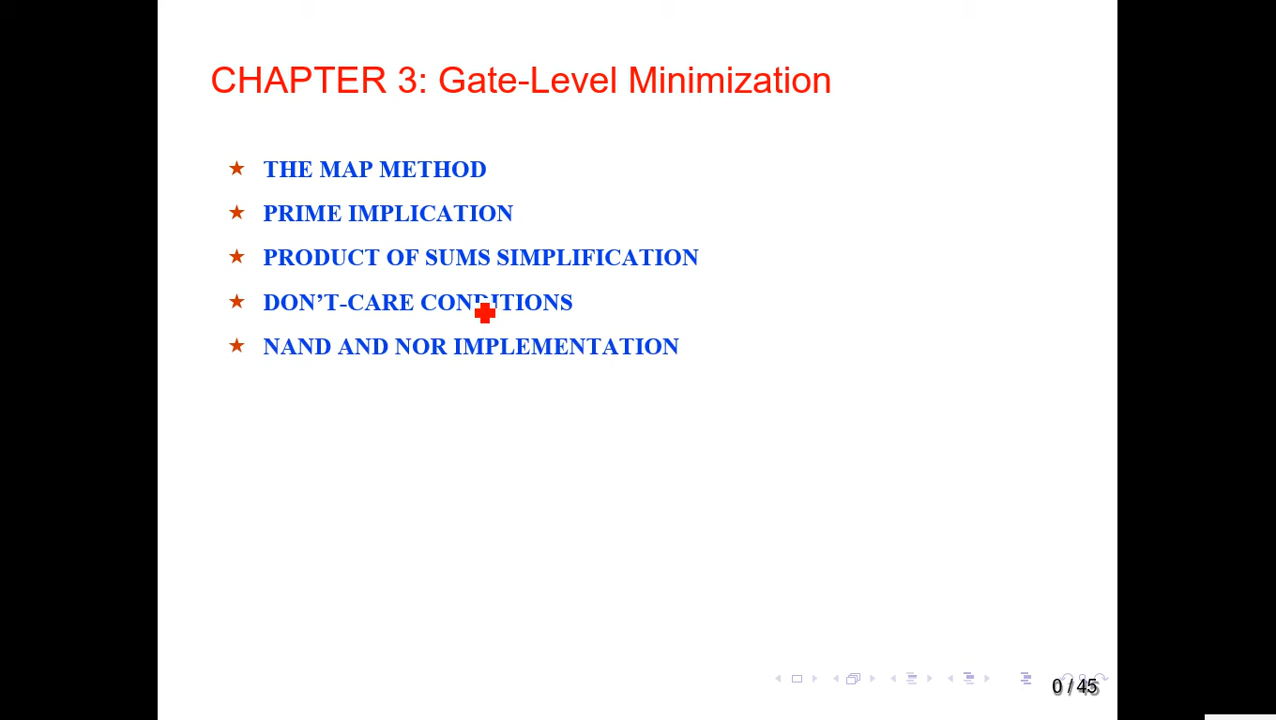 CHAPTER 3: Gate-Level Minimization
THE MAP METHOD
PRIME IMPLICATION
PRODUCT OF SUMS SIMPLIFICATION
DON’T-CARE CONDITIONS
NAND AND NOR IMPLEMENTATION
0 / 45